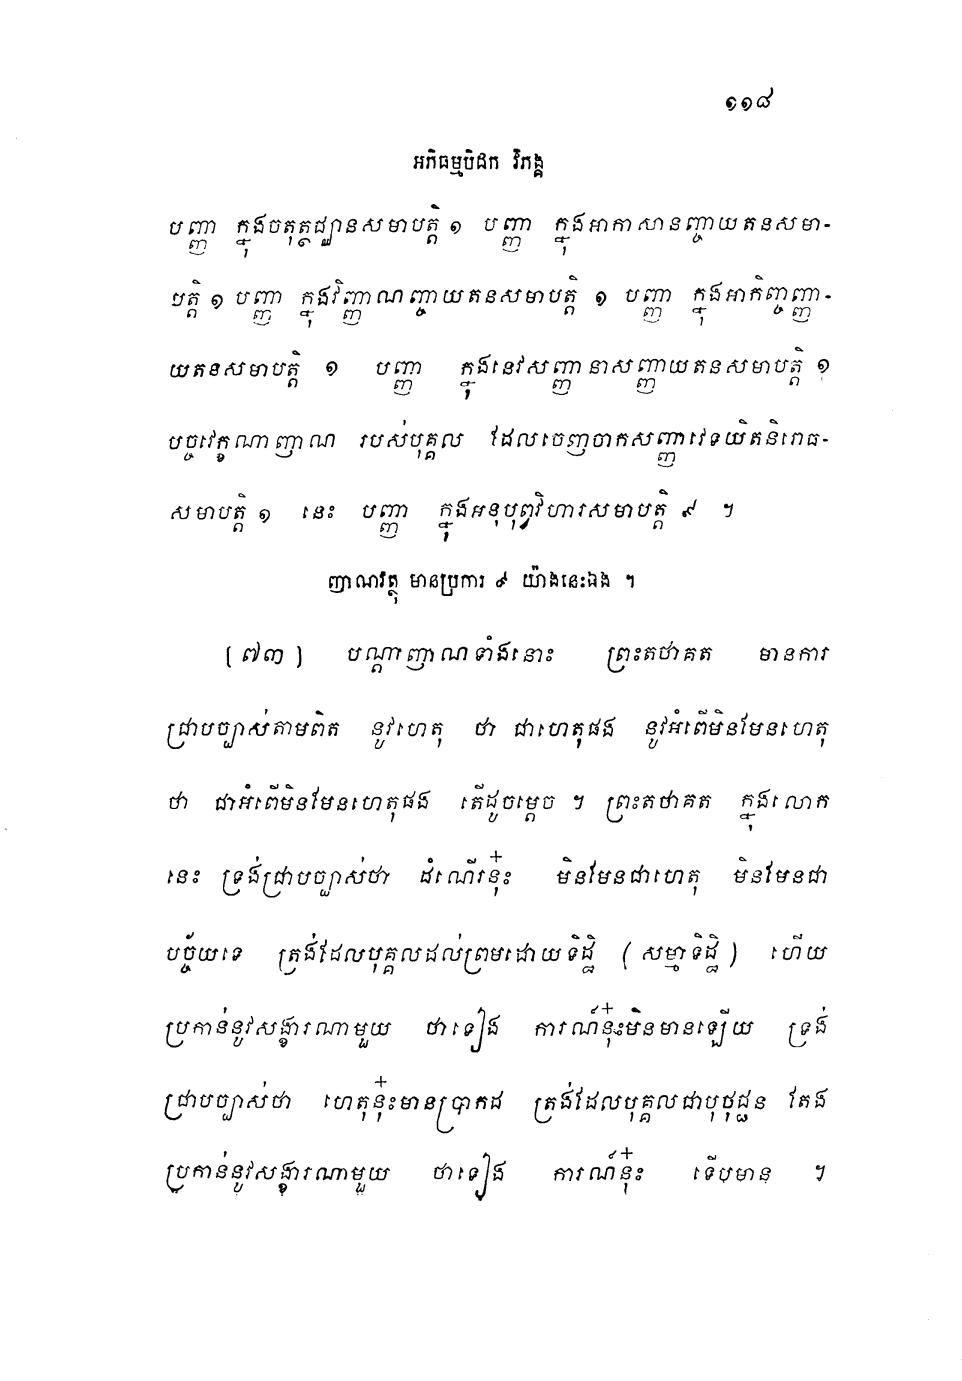 ១១៨
អភិធម្មបិដក វិភង្គ
បញ្ញា ក្នុងចតុត្ថជ្ឈានសមាបត្តិ ១ បញ្ញា ក្នុងអាកាសានញ្ចាយតនសមា-
បត្តិ ១ បញ្ញា ក្នុងវិញ្ញាណញ្ចាយតនសមាបត្តិ ១ បញ្ញា ក្នុងអាកិញ្ចញ្ញា-
យតនសមាបត្តិ ១ បញ្ញា ក្នុងនេវសញ្ញានាសញ្ញាយតនសមាបត្តិ ១
បច្ចវេក្ខណាញាណ របស់បុគ្គល ដែលចេញចាកសញ្ញាវេទយិតនិរោធ-
សមាបត្តិ ១ នេះ បញ្ញា ក្នុងអនុបុព្វវិហារសមាបត្តិ ៩ ។
ញាណវត្ថុ មានប្រការ ៩ យ៉ាងនេះឯង ។
(៧៣) បណ្តាញាណទាំងនោះ ព្រះតថាគត មានការ
ជ្រាបច្បាស់តាមពិត នូវហេតុ ថា ជាហេតុផង នូវអំពើមិនមែនហេតុ
ថា ជាអំពើមិនមែនហេតុផង តើដូចម្តេច ។ ព្រះតថាគត ក្នុងលោក
នេះ ទ្រង់ជ្រាបច្បាស់ថា ដំណើរនុ៎ះ មិនមែនជាហេតុ មិនមែនជា
បច្ច័យទេ ត្រង់ដែលបុគ្គលដល់ព្រមដោយទិដ្ឋិ (សម្មាទិដ្ឋិ) ហើយ
ប្រកាន់នូវសង្ខារណាមួយ ថាទៀង ការណ៍នុ៎ះមិនមានឡើយ ទ្រង់
ជ្រាបច្បាស់ថា ហេតុនុ៎ះមានប្រាកដ ត្រង់ដែលបុគ្គលជាបុថុជ្ជន តែង
ប្រកាន់នូវសង្ខារណាមួយ ថាទៀង ការណ៍នុ៎ះ ទើបមាន ។